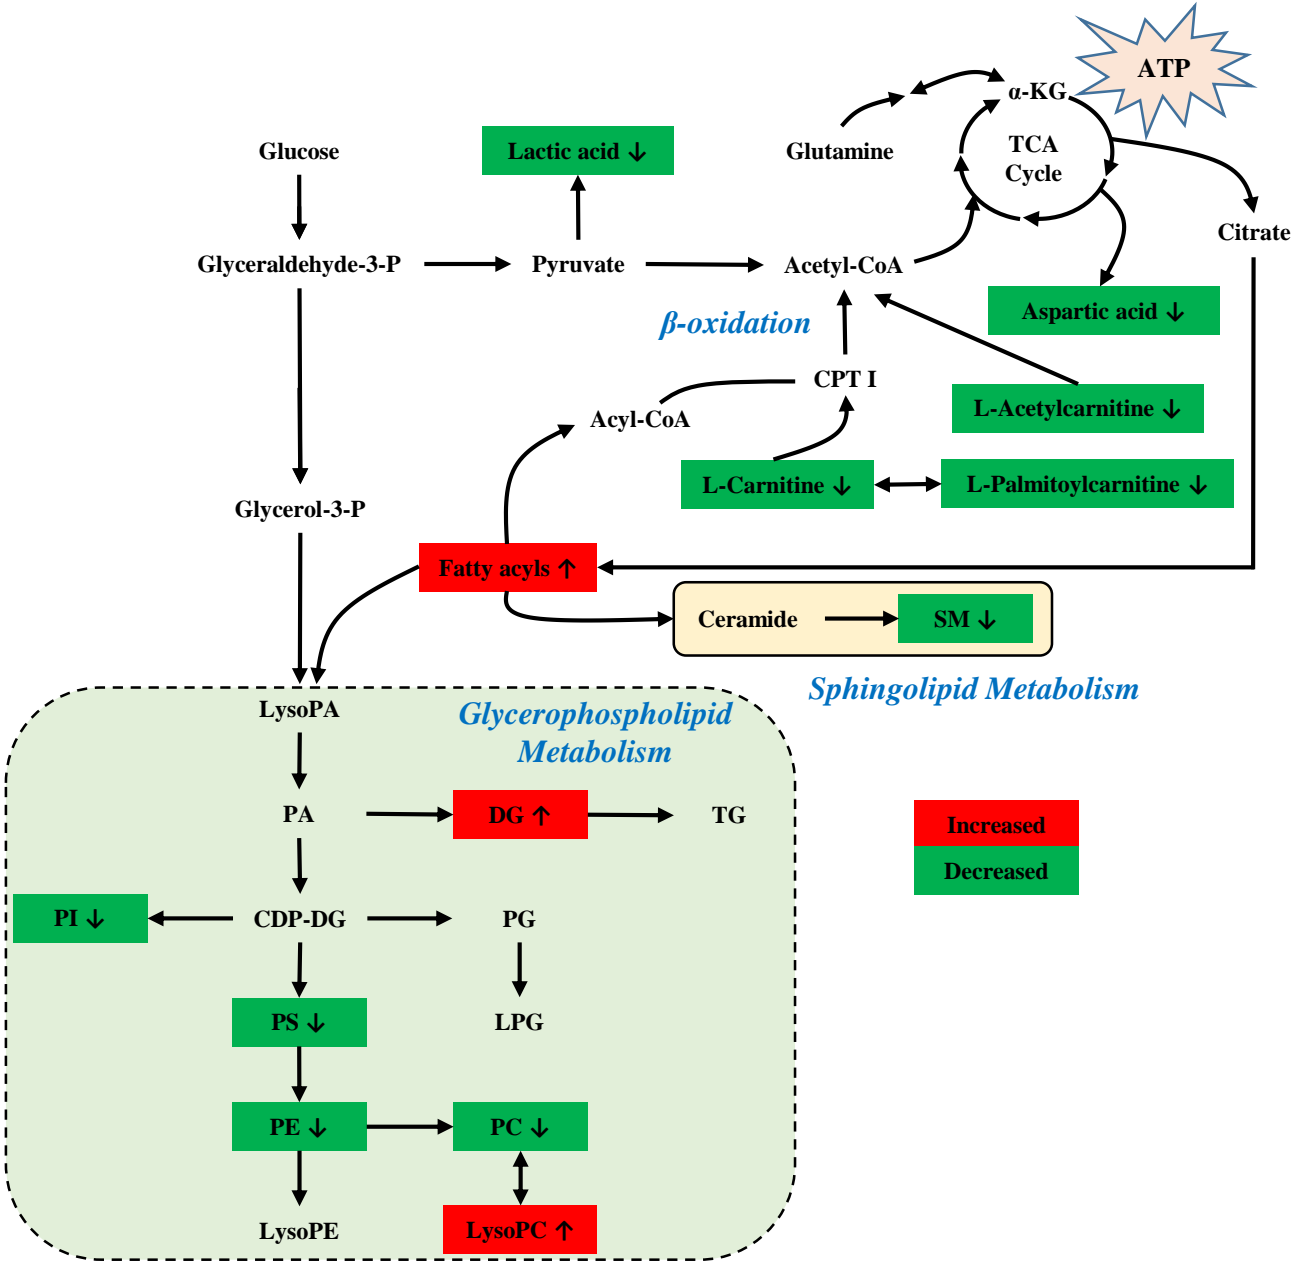 ATP
α-KG
Glucose
Lactic acid ↓
Glutamine
TCA
Cycle
Citrate
Glyceraldehyde-3-P
Pyruvate
Acetyl-CoA
Aspartic acid ↓
β-oxidation
CPT I
L-Acetylcarnitine ↓
Acyl-CoA
L-Carnitine ↓
L-Palmitoylcarnitine ↓
Glycerol-3-P
Fatty acyls ↑
Ceramide
SM ↓
Sphingolipid Metabolism
LysoPA
Glycerophospholipid
Metabolism
PA
DG ↑
TG
Increased
Decreased
PI ↓
CDP-DG
PG
PS ↓
LPG
PE ↓
PC ↓
LysoPE
LysoPC ↑